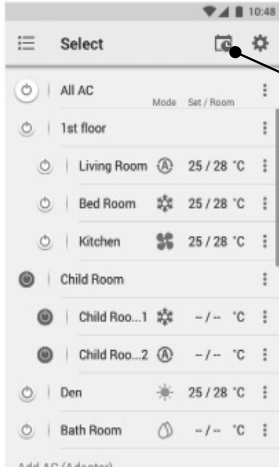 10:48
Select
All AC
Mode Set / Room
1st floor
Living Room A 25 / 28 °C
Bed Room 25 / 28 °C
Kitchen 25 / 28 °C
Child Room
Child Roo...1 -- / -- °C
Child Roo...2 A -- / -- °C
Den 25 / 28 °C
Bath Room -- / -- °C
Add AC (Adaptor)